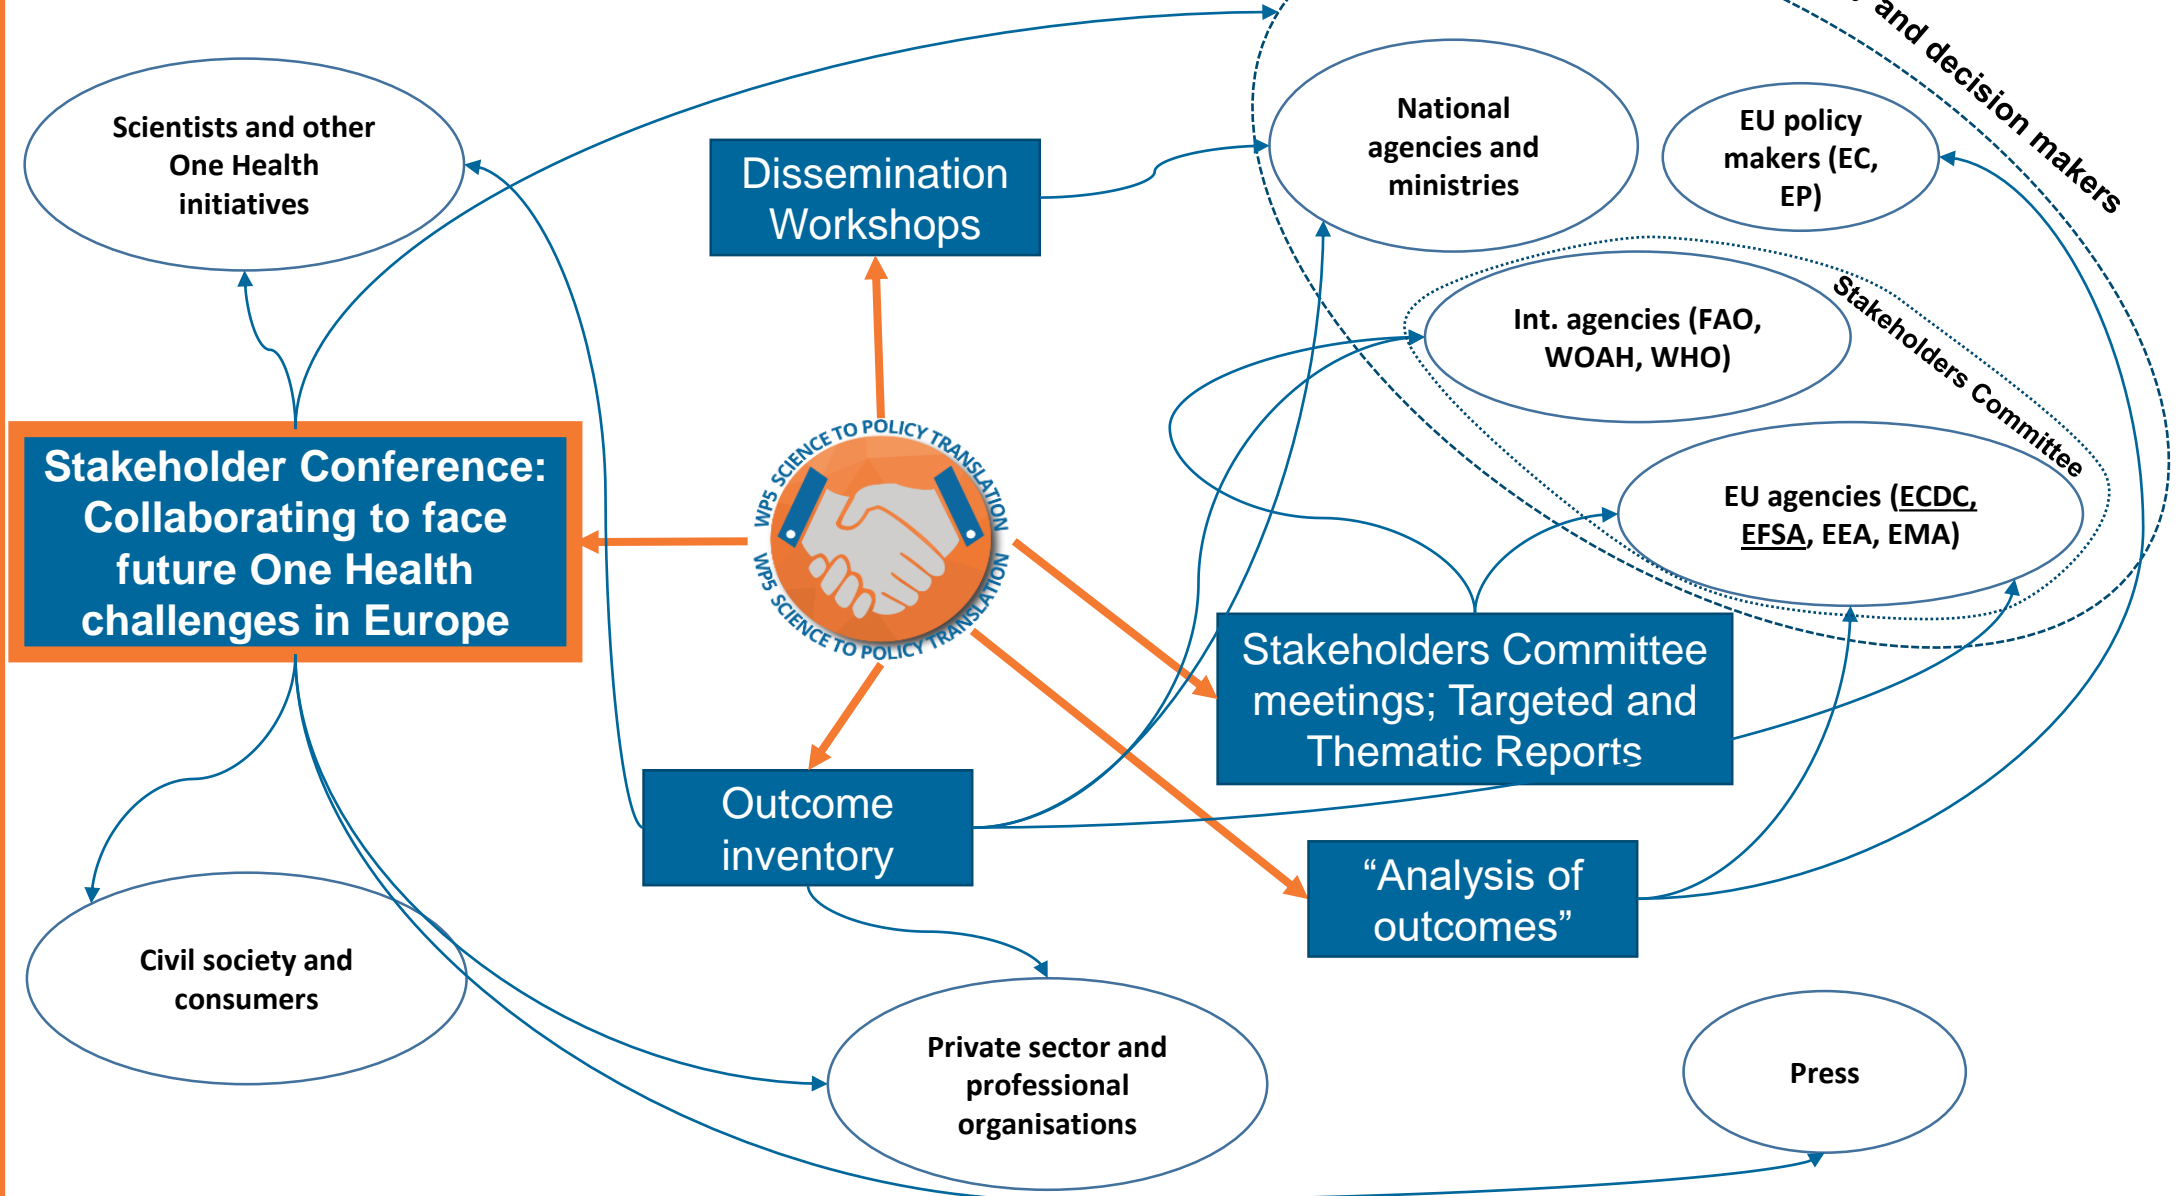 and decision makers
Scientists and other
One Health
initiatives
Dissemination
Workshops
National
agencies and
ministries
EU policy
makers (EC,
EP)
Int. agencies (FAO,
WOAH, WHO)
Stakeholders Committee
EU agencies (ECDC,
EFSA, EEA, EMA)
Stakeholder Conference:
Collaborating to face
future One Health
challenges in Europe
WP5 SCIENCE TO POLICY TRANSLATION
WP5 SCIENCE TO POLICY TRANSLATION
Stakeholders Committee
meetings; Targeted and
Thematic Reports
Outcome
inventory
“Analysis of
outcomes”
Civil society and
consumers
Private sector and
professional
organisations
Press